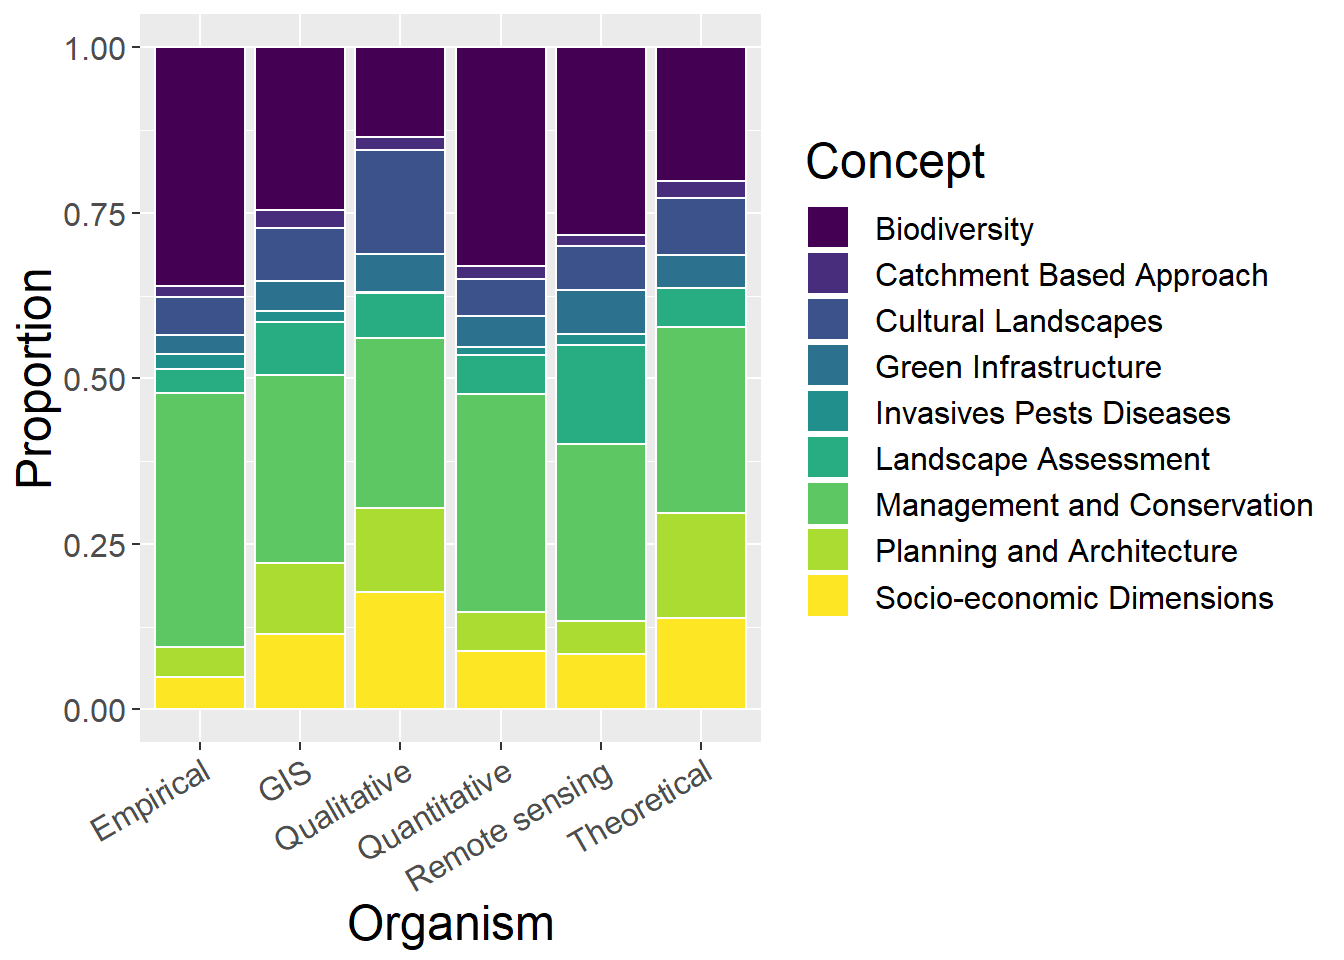 1.00
0.75
0.50
0.25
0.00
Proportion
Empirical
GIS
Qualitative
Quantitative
Remote sensing
Theoretical
Organism
Concept
Biodiversity
Catchment Based Approach
Cultural Landscapes
Green Infrastructure
Invasives Pests Diseases
Landscape Assessment
Management and Conservation
Planning and Architecture
Socio-economic Dimensions